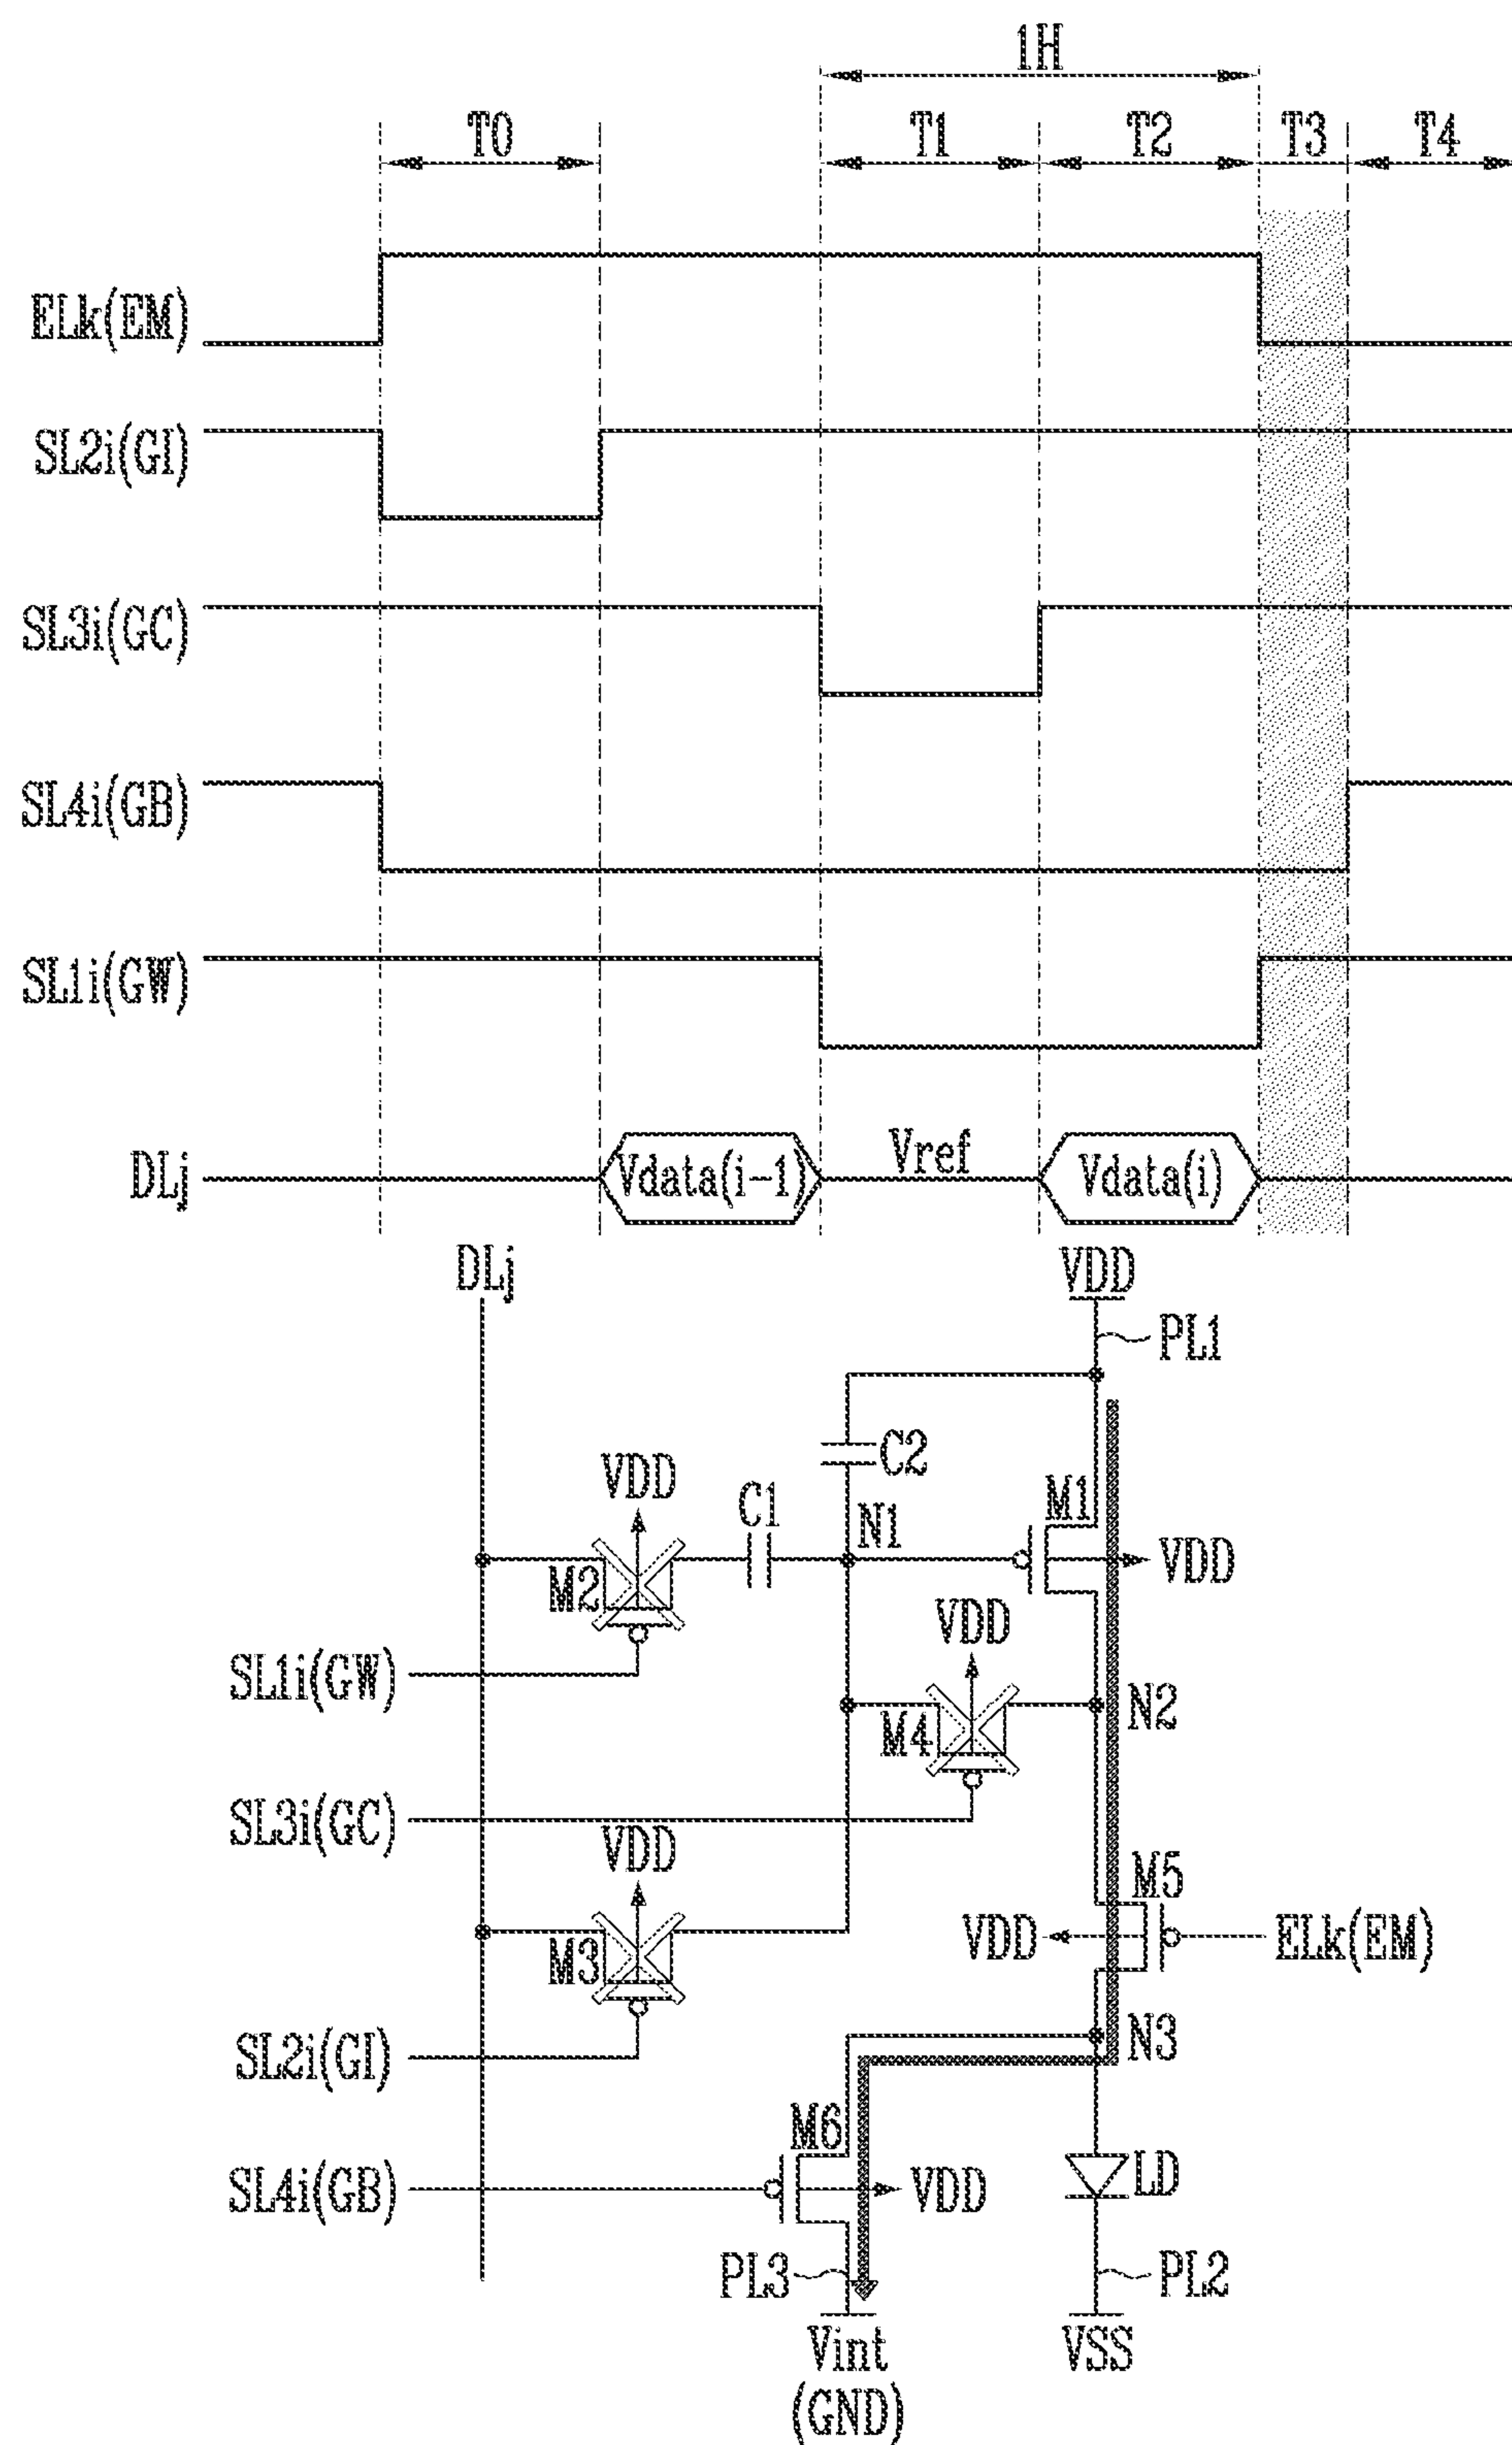 1H
T0 T1 T2 T3 T4
ELk(EM)
SL2i(GI)
SL3i(GC)
SL4i(GB)
SL1i(GW)
DLj Vdata(i-1) Vref Vdata(i)
DLj VDD
PL1
C2
VDD C1 N1 M1
M2 VDD
VDD
SL1i(GW) M4 N2
SL3i(GC)
VDD M5
M3 VDD ELk(EM)
SL2i(GI) N3
M6
SL4i(GB) VDD LD
PL3 PL2
Vint VSS
(GND)